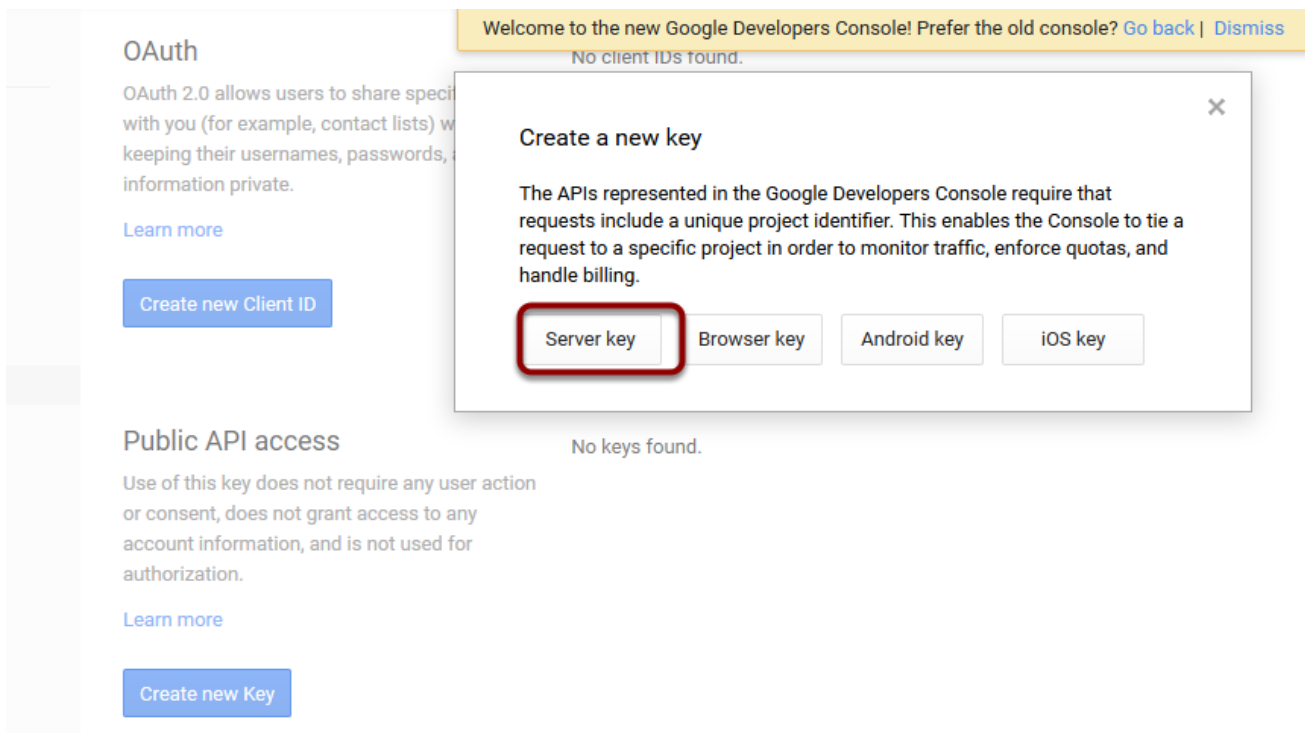 Welcome to the new Google Developers Console! Prefer the old console? Go back | Dismiss
OAuth
No client IDs found.
OAuth 2.0 allows users to share specif
with you (for example, contact lists) w
keeping their usernames, passwords,
information private.
Learn more
Create new Client ID
Create a new key
The APIs represented in the Google Developers Console require that
requests include a unique project identifier. This enables the Console to tie a
request to a specific project in order to monitor traffic, enforce quotas, and
handle billing.
Server key Browser key Android key iOS key
Public API access
No keys found.
Use of this key does not require any user action
or consent, does not grant access to any
account information, and is not used for
authorization.
Learn more
Create new Key